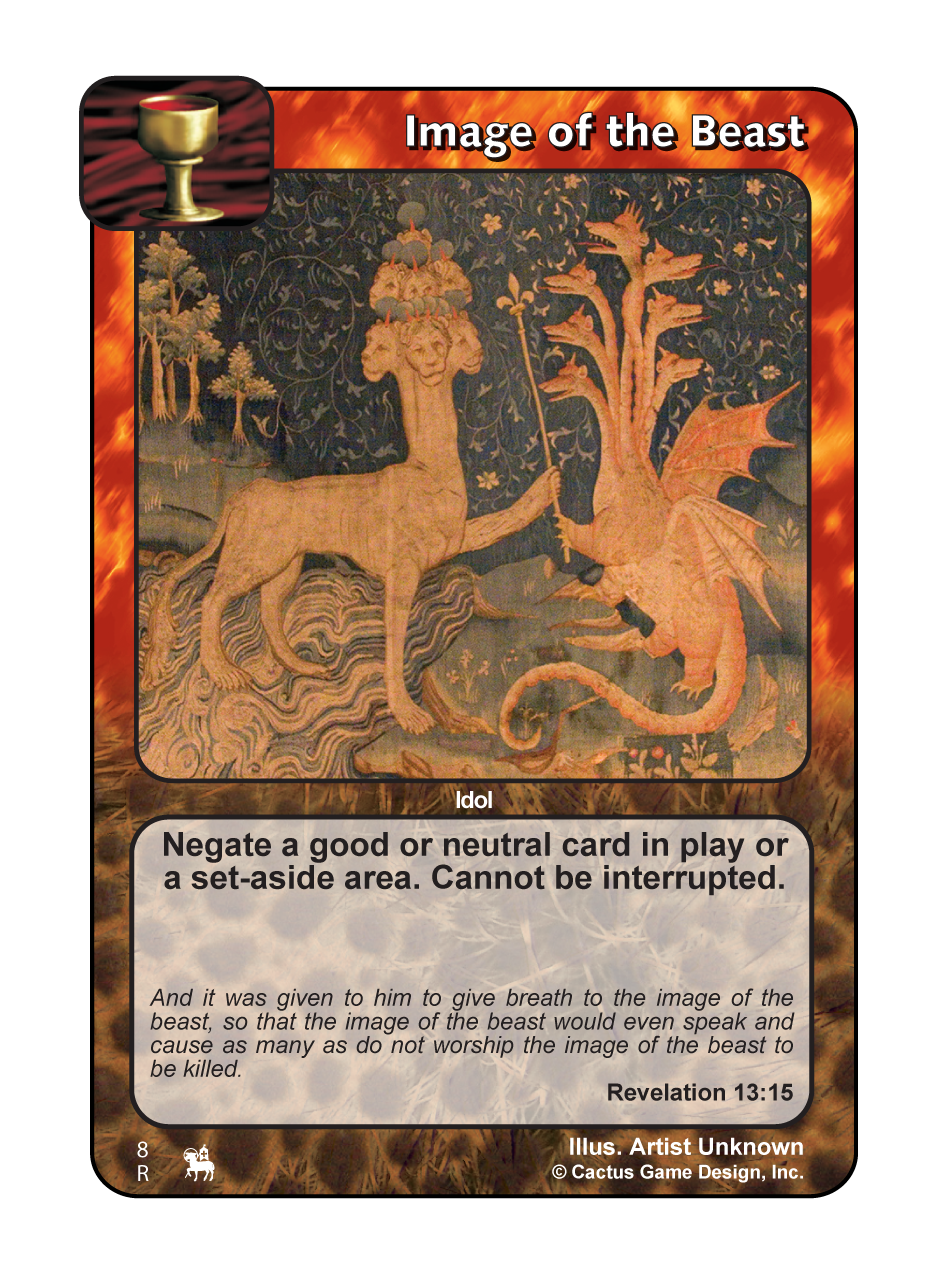 Image of the Beast
Idol
Negate a good or neutral card in play or
a set-aside area. Cannot be interrupted.
And it was given to him to give breath to the image of the
beast, so that the image of the beast would even speak and
cause as many as do not worship the image of the beast to
be killed.
Revelation 13:15
8
R
Illus. Artist Unknown
© Cactus Game Design, Inc.